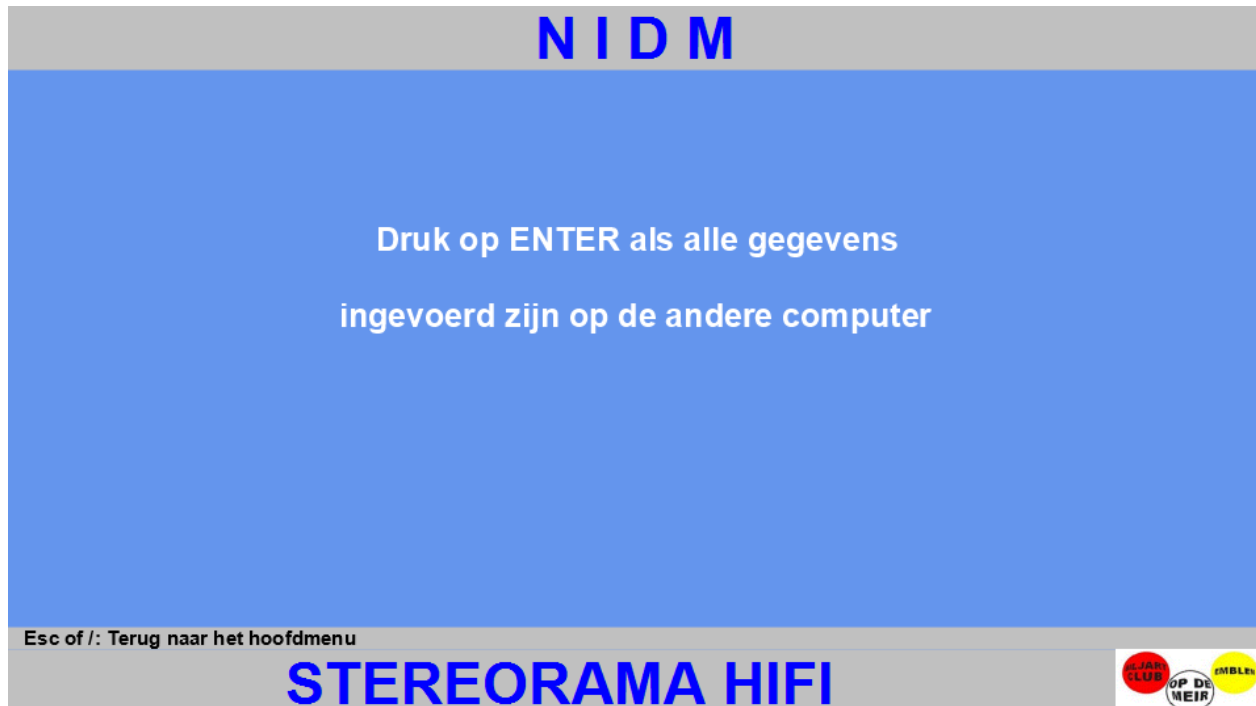 N I D M
Druk op ENTER als alle gegevens
ingevoerd zijn op de andere computer
Esc of /: Terug naar het hoofdmenu
STEREORAMA HIFI
CLUB
OP DE
MEIR